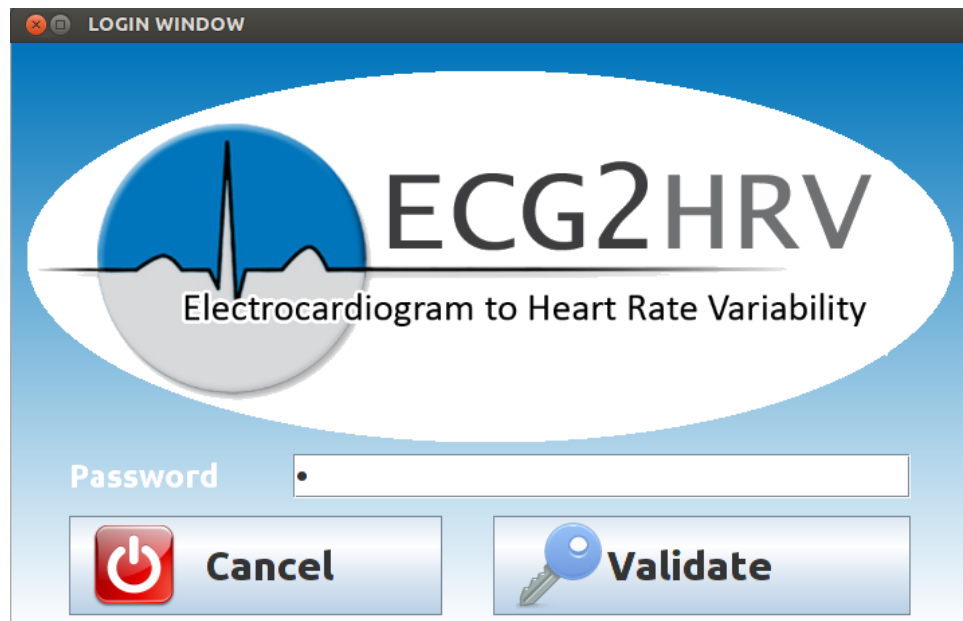 LOGIN WINDOW
ECG2HRV
Electrocardiogram to Heart Rate Variability
Password •
Cancel
Validate